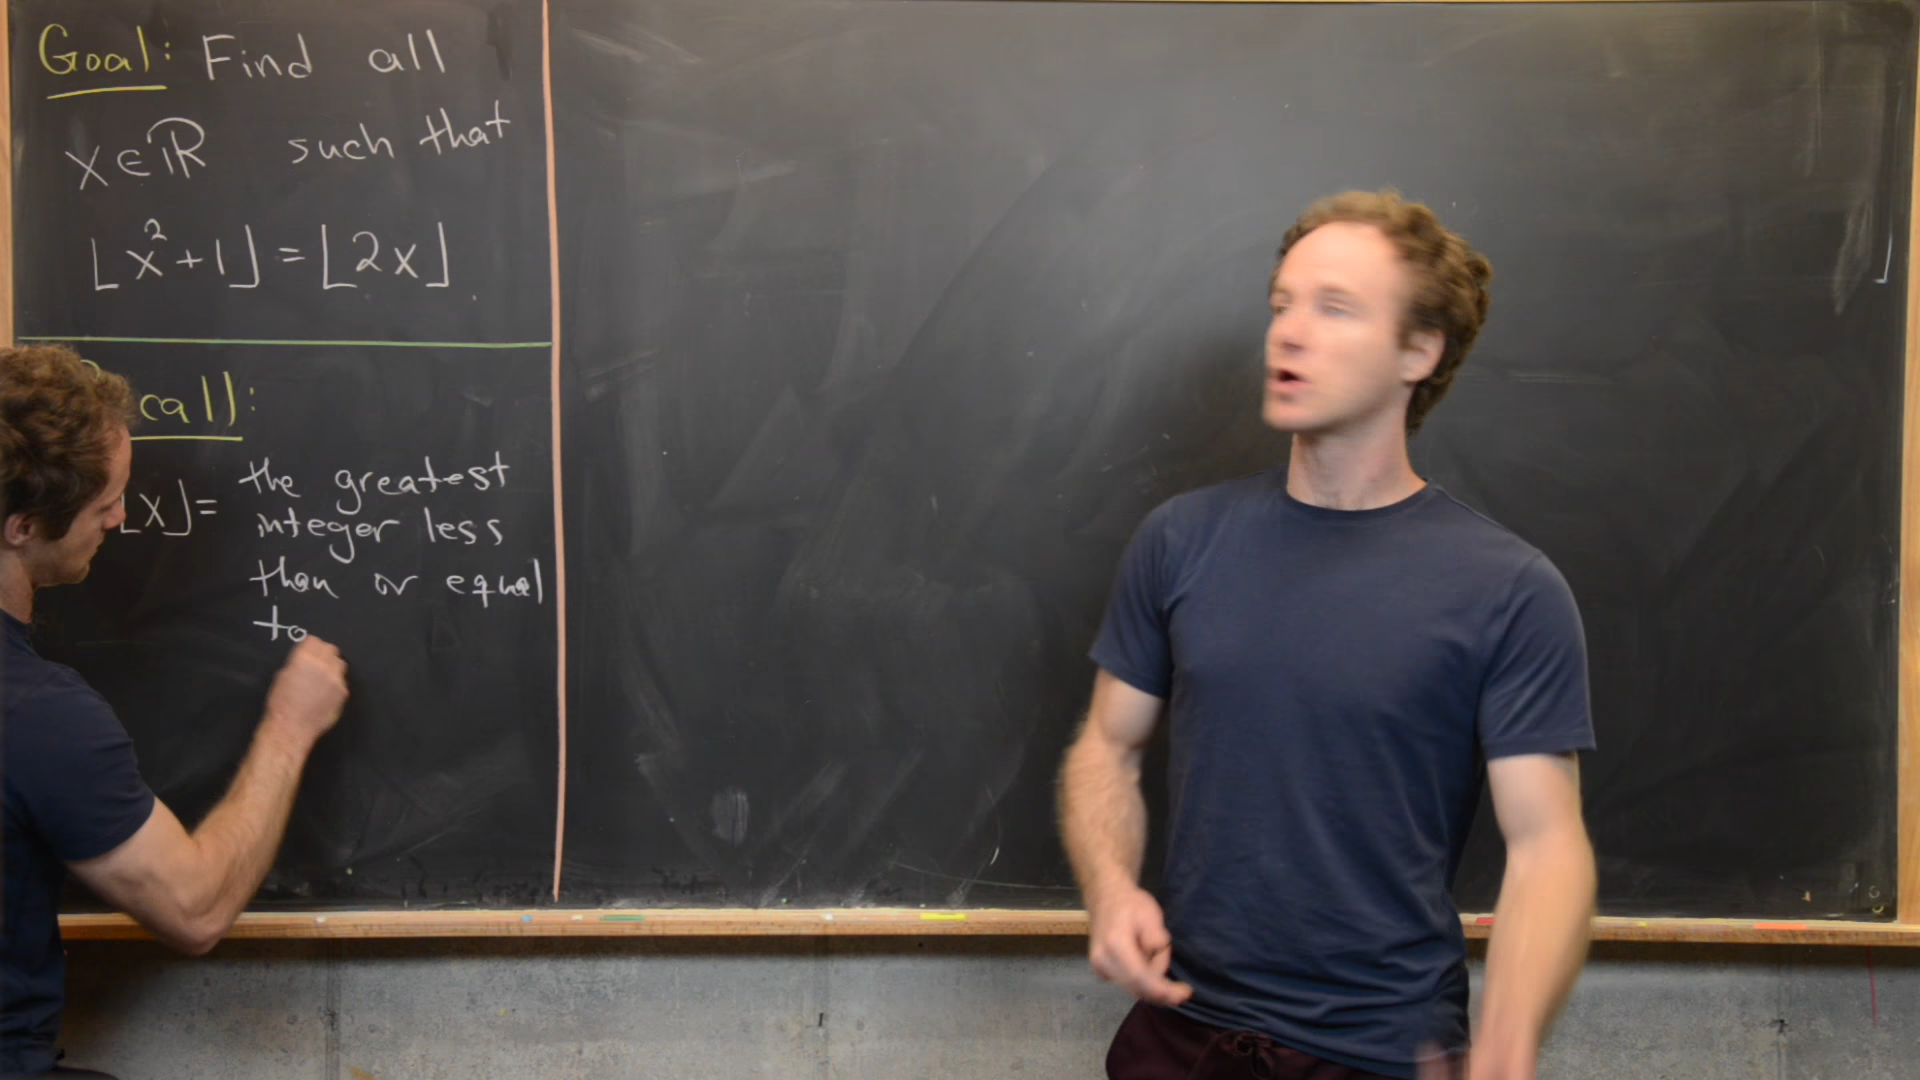 Goal: Find all
x∈ℝ such that
⌊x²+1⌋=⌊2x⌋
call:
⌊x⌋= the greatest
integer less
than or equal
to